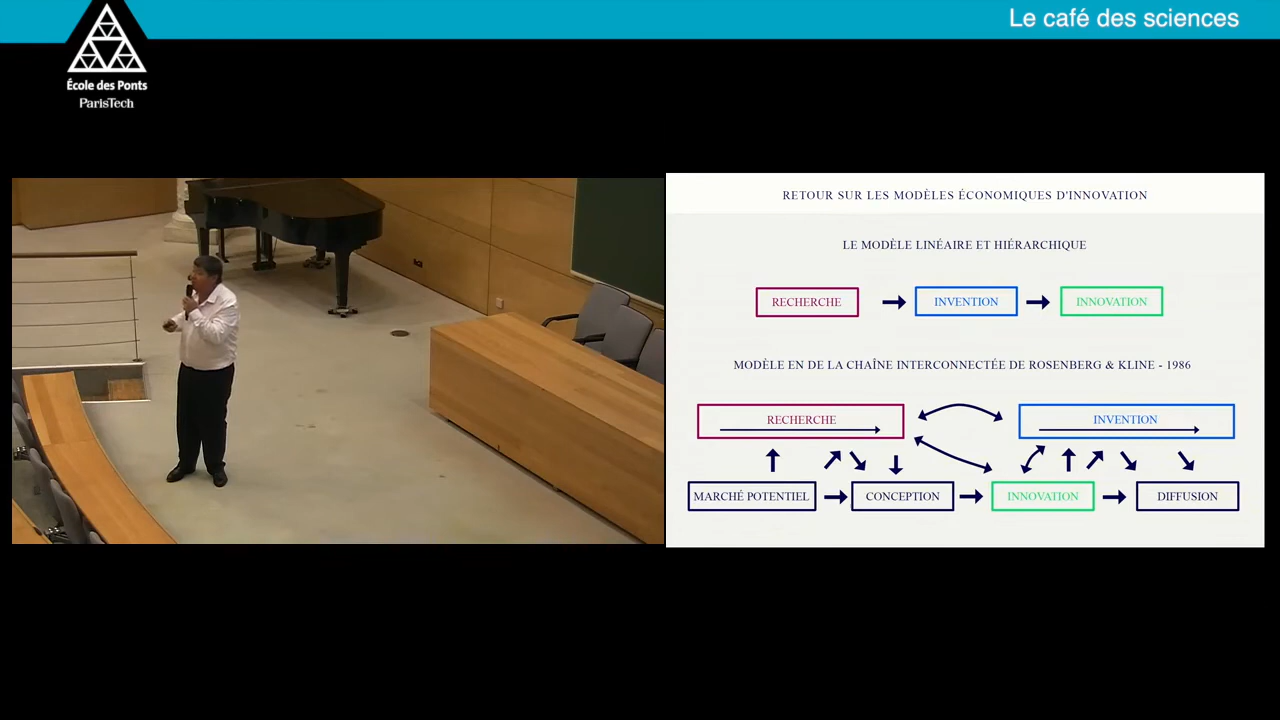 Le café des sciences
École des Ponts
ParisTech
RETOUR SUR LES MODÈLES ÉCONOMIQUES D'INNOVATION
LE MODÈLE LINÉAIRE ET HIÉRARCHIQUE
RECHERCHE
INVENTION
INNOVATION
MODÈLE EN DE LA CHAÎNE INTERCONNECTÉE DE ROSENBERG & KLINE - 1986
RECHERCHE
INVENTION
MARCHÉ POTENTIEL
CONCEPTION
INNOVATION
DIFFUSION